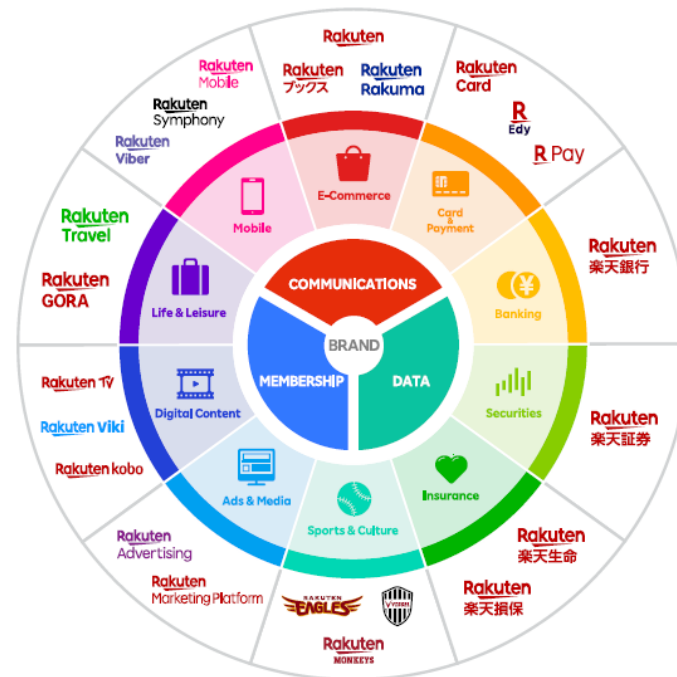 Rakuten
Rakuten
ブックス
Rakuten
Rakuma
Rakuten
Card
R
Edy
R Pay
Rakuten
楽天銀行
Rakuten
楽天証券
Rakuten
楽天生命
Rakuten
楽天損保
RAKUTEN
EAGLES
VISSEL
Rakuten
MONKEYS
Rakuten
Marketing Platform
Rakuten
Advertising
Rakuten kobo
Rakuten Viki
Rakuten TV
Rakuten
GORA
Rakuten
Travel
Rakuten
Viber
Rakuten
Symphony
Rakuten
Mobile
E-Commerce
Card
&
Payment
Banking
Securities
Insurance
Sports & Culture
Ads & Media
Digital Content
Life & Leisure
Mobile
COMMUNICATIONS
BRAND
MEMBERSHIP
DATA